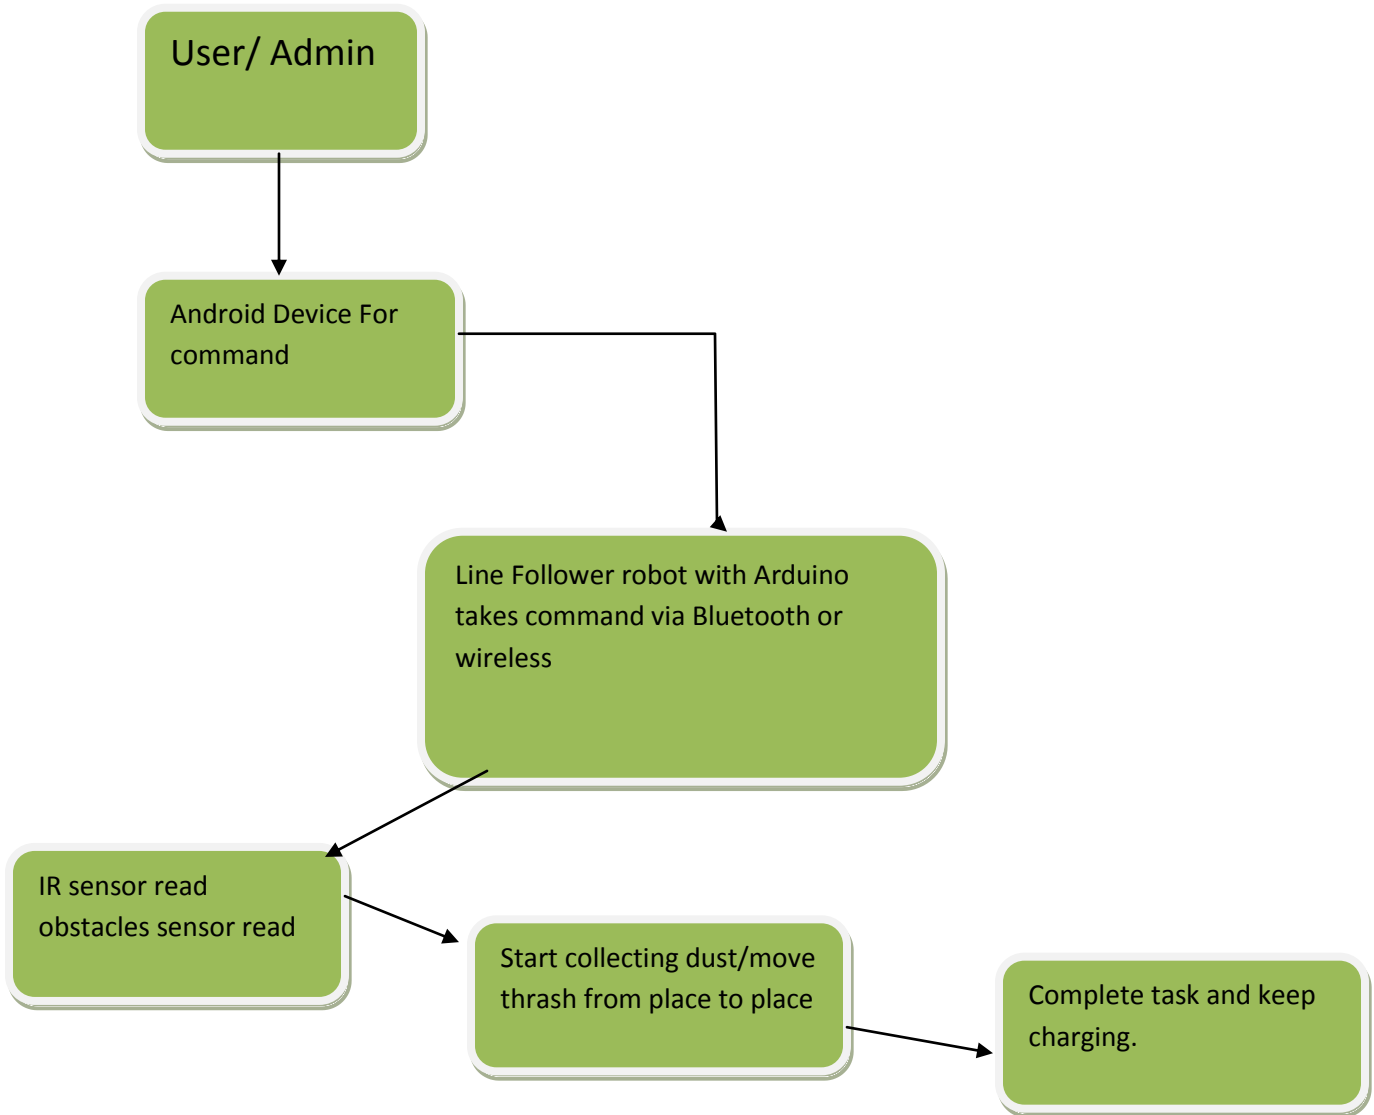 User/ Admin
Android Device For
command
Line Follower robot with Arduino
takes command via Bluetooth or
wireless
IR sensor read
obstacles sensor read
Start collecting dust/move
thrash from place to place
Complete task and keep
charging.